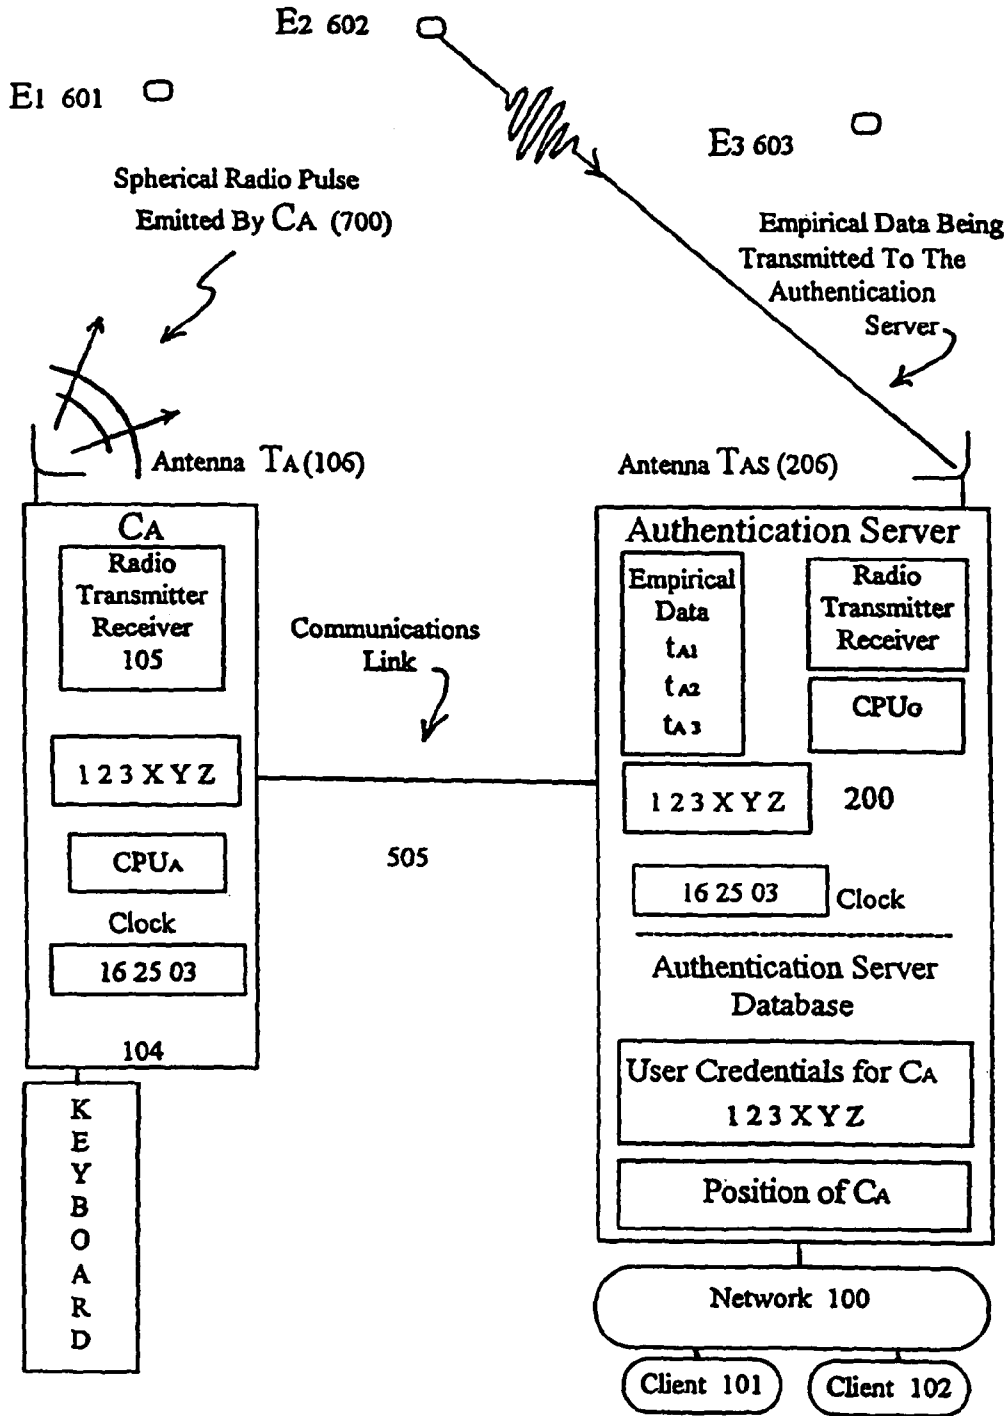 E2 602
E1 601
E3 603
Spherical Radio Pulse
Emitted By CA (700)
Empirical Data Being
Transmitted To The
Authentication
Server
Antenna TA (106)
Antenna TAS (206)
CA
Radio
Transmitter
Receiver
105
1 2 3 X Y Z
CPUA
Clock
16 25 03
104
K
E
Y
B
O
A
R
D
Communications
Link
505
Authentication Server
Empirical
Data
tA1
tA2
tA3
Radio
Transmitter
Receiver
CPUG
1 2 3 X Y Z
200
16 25 03
Clock
Authentication Server
Database
User Credentials for CA
1 2 3 X Y Z
Position of CA
Network 100
Client 101
Client 102